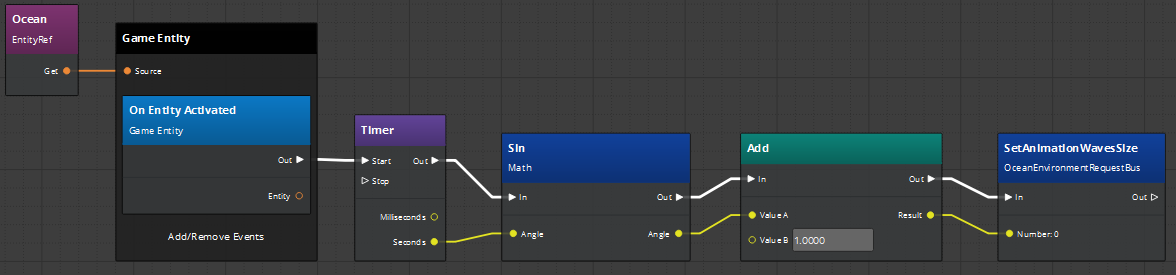 Ocean
EntityRef
Get
Game Entity
Source
On Entity Activated
Game Entity
Out
Entity
Add/Remove Events
Timer
Start Out
Stop
Milliseconds
Seconds
Sin
Math
Out
In
Angle Angle
Add
In Out
Value A Result
Value B 1.0000
SetAnimationWavesSize
OceanEnvironmentRequestBus
In Out
Number: 0